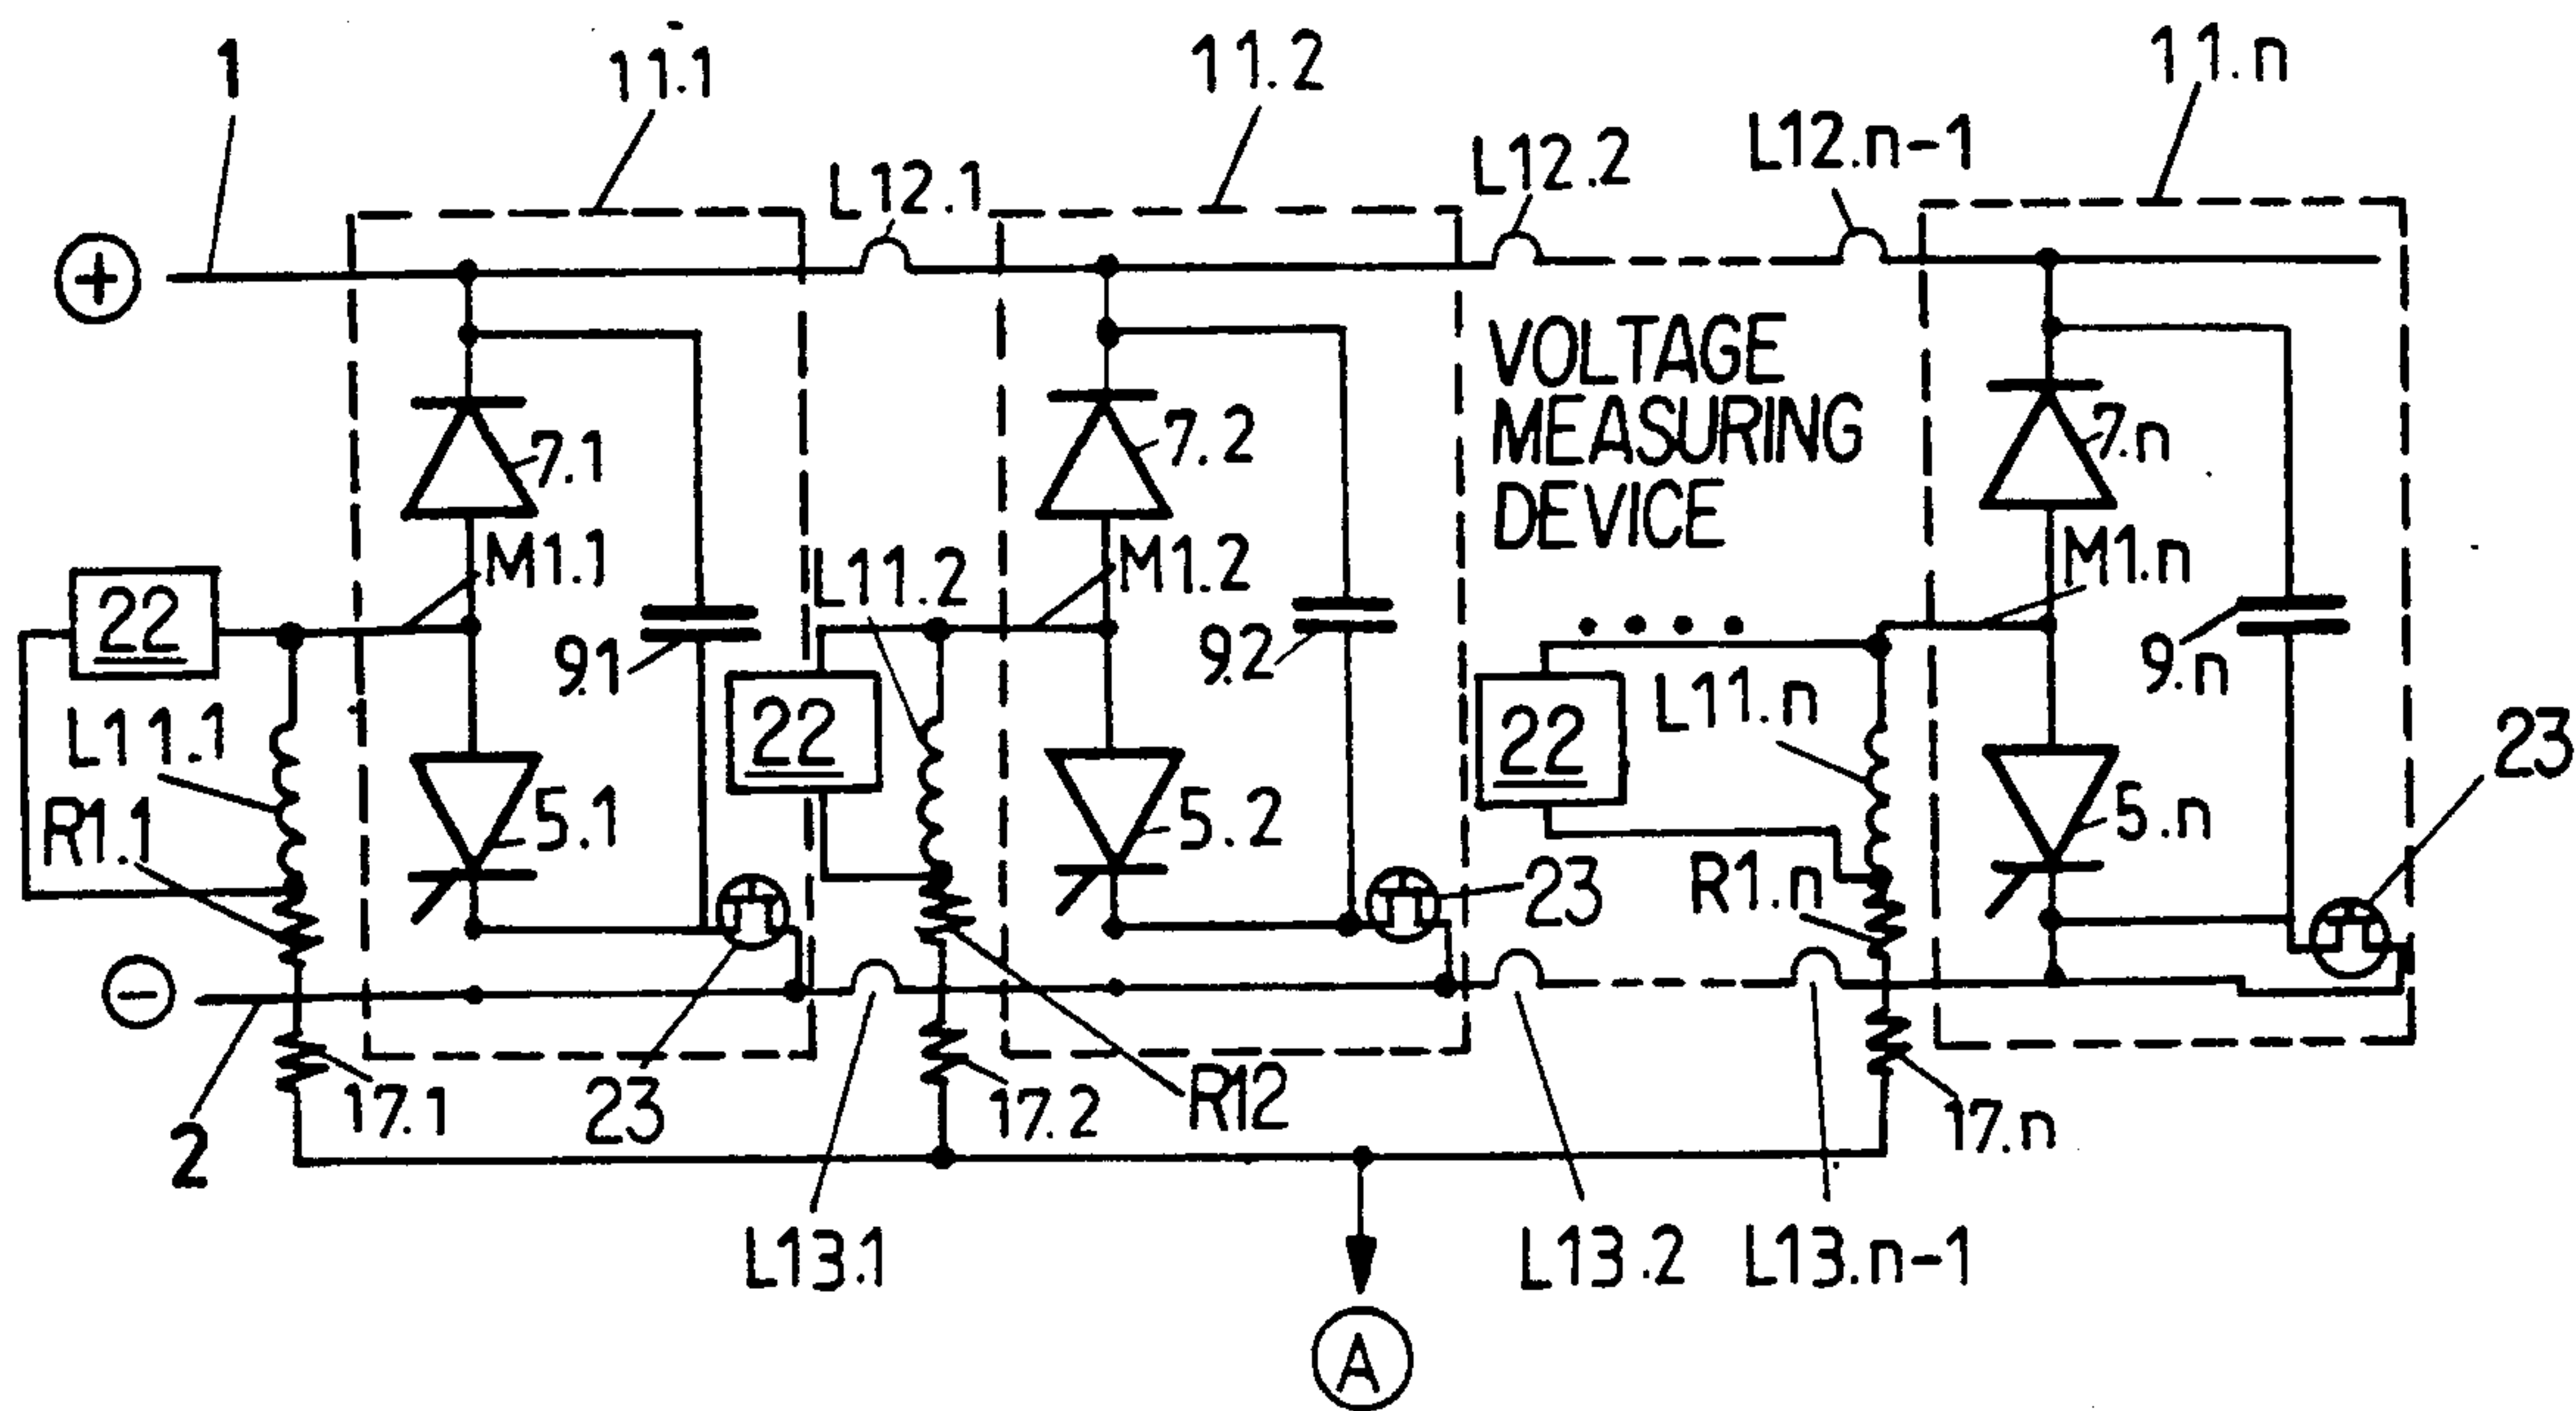 1
11.1
11.2
11.n
L12.1
L12.2
L12.n-1
+
7.1
7.2
VOLTAGE
MEASURING
DEVICE
7.n
M1.1
L11.2
M1.2
M1.n
22
9.1
9.2
9.n
L11.1
22
22
L11.n
23
R1.1
5.1
5.2
5.n
23
R1.n
−
2
17.1
23
17.2
R12
17.n
L13.1
L13.2
L13.n-1
A